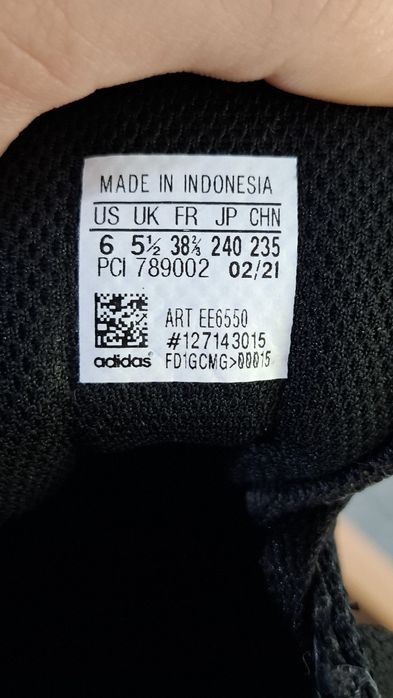 MADE IN INDONESIA
US UK FR JP CHN
6 5½ 38⅔ 240 235
PCI 789002 02/21
ART EE6550
#127143015
adidas FD1GCMG>00015